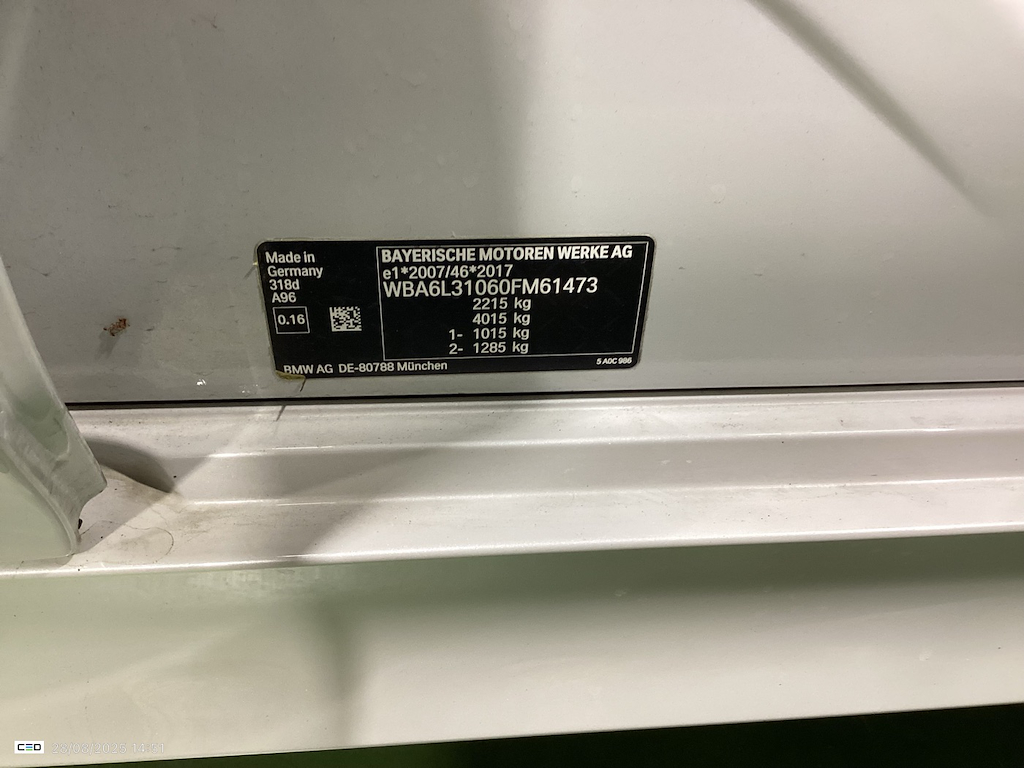 Made in
Germany
318d
A96
0.16
BAYERISCHE MOTOREN WERKE AG
e1*2007/46*2017
WBA6L31060FM61473
2215 kg
4015 kg
1- 1015 kg
2- 1285 kg
BMW AG DE-80788 München
5 A0C 986
CEO